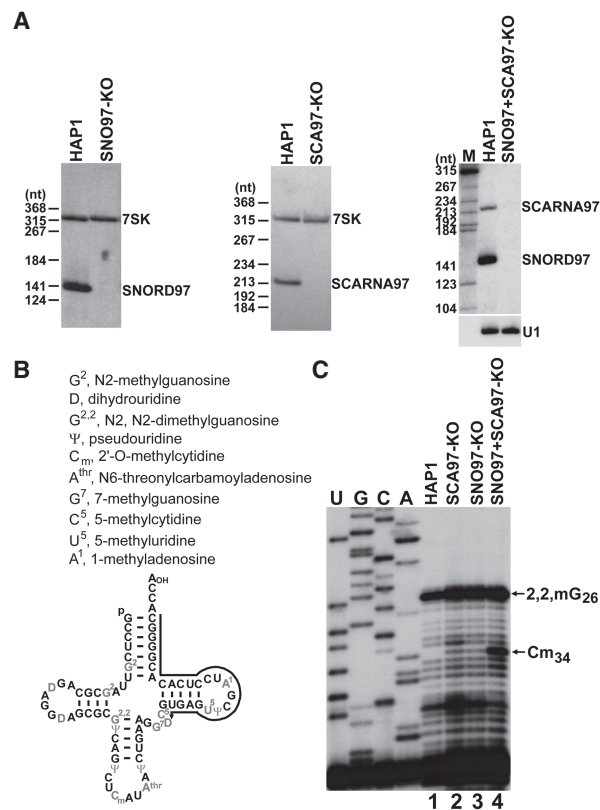 A
HAP1
SNO97-KO
(nt)
368
315
267
184
141
124
7SK
SNORD97
HAP1
SCA97-KO
(nt)
368
315
267
234
213
192
184
7SK
SCARNA97
HAP1
SNO97+SCA97-KO
(nt) M
315
267
234
213
192
184
141
123
104
SCARNA97
SNORD97
U1
B
G2, N2-methylguanosine
D, dihydrouridine
G2,2, N2, N2-dimethylguanosine
Ψ, pseudouridine
Cm, 2'-O-methylcytidine
Athr, N6-threonylcarbamoyladenosine
G7, 7-methylguanosine
C5, 5-methylcytidine
U5, 5-methyluridine
A1, 1-methyladenosine
C
U G C A
HAP1
SCA97-KO
SNO97-KO
SNO97+SCA97-KO
2,2,mG26
Cm34
1 2 3 4